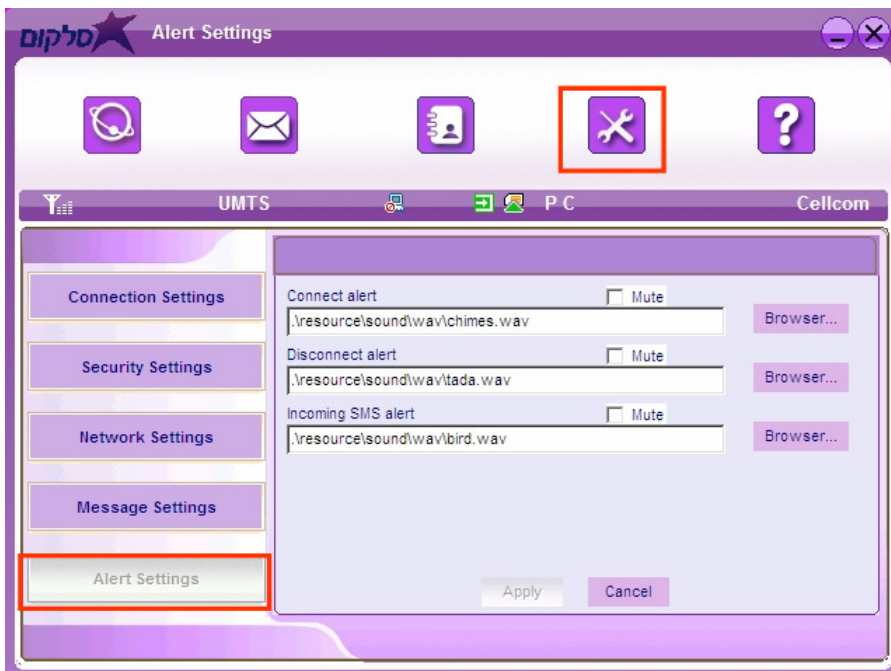 סלקום Alert Settings
UMTS PC Cellcom
Connection Settings
Security Settings
Network Settings
Message Settings
Alert Settings
Connect alert Mute
.\resource\sound\wav\chimes.wav Browser...
Disconnect alert Mute
.\resource\sound\wav\tada.wav Browser...
Incoming SMS alert Mute
.\resource\sound\wav\bird.wav Browser...
Apply Cancel